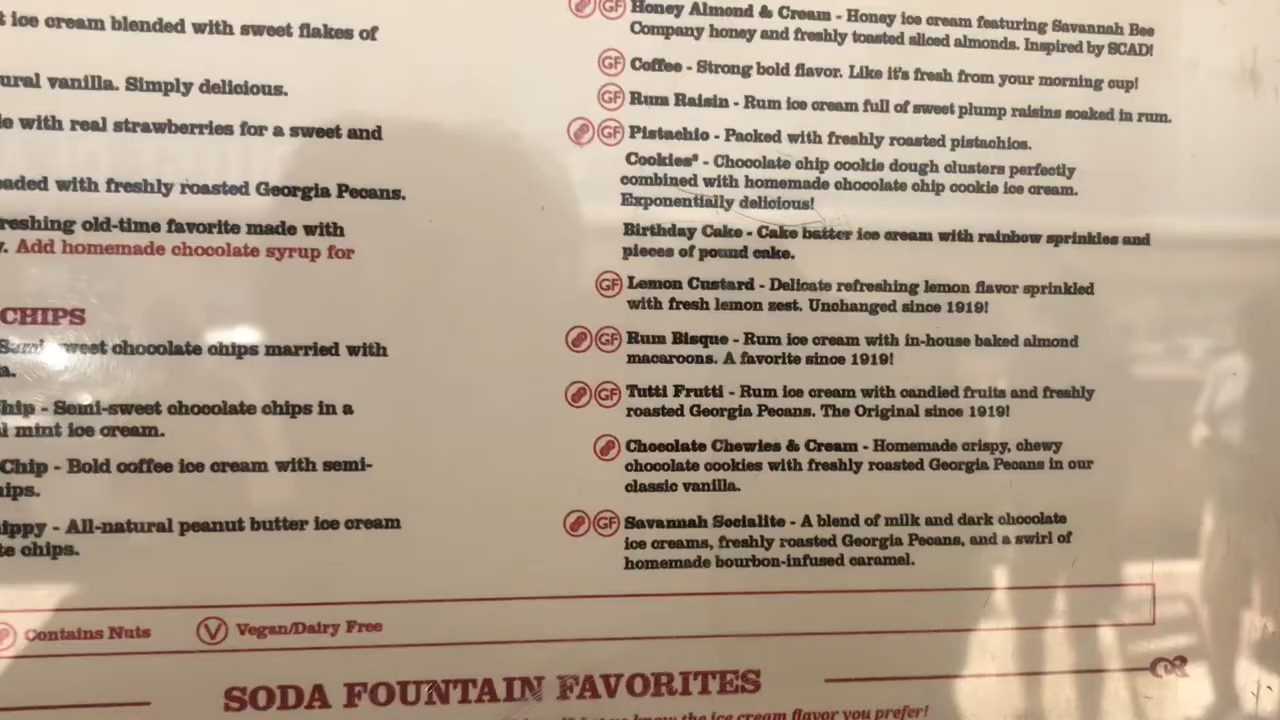 ice cream blended with sweet flakes of
ural vanilla. Simply delicious.
with real strawberries for a sweet and
aded with freshly roasted Georgia Pecans.
reshing old-time favorite made with
Add homemade chocolate syrup for
CHIPS
Semi-sweet chocolate chips married with
a.
hip - Semi-sweet chocolate chips in a
mint ice cream.
Chip - Bold coffee ice cream with semi-
ips.
ippy - All-natural peanut butter ice cream
te chips.
GF Honey Almond & Cream - Honey ice cream featuring Savannah Bee
Company honey and freshly toasted sliced almonds. Inspired by SCAD!
GF Coffee - Strong bold flavor. Like it's fresh from your morning cup!
GF Rum Raisin - Rum ice cream full of sweet plump raisins soaked in rum.
GF Pistachio - Packed with freshly roasted pistachios.
Cookies² - Chocolate chip cookie dough clusters perfectly
combined with homemade chocolate chip cookie ice cream.
Exponentially delicious!
Birthday Cake - Cake batter ice cream with rainbow sprinkles and
pieces of pound cake.
GF Lemon Custard - Delicate refreshing lemon flavor sprinkled
with fresh lemon zest. Unchanged since 1919!
GF Rum Bisque - Rum ice cream with in-house baked almond
macaroons. A favorite since 1919!
GF Tutti Frutti - Rum ice cream with candied fruits and freshly
roasted Georgia Pecans. The Original since 1919!
Chocolate Chewies & Cream - Homemade crispy, chewy
chocolate cookies with freshly roasted Georgia Pecans in our
classic vanilla.
GF Savannah Socialite - A blend of milk and dark chocolate
ice creams, freshly roasted Georgia Pecans, and a swirl of
homemade bourbon-infused caramel.
Contains Nuts V Vegan/Dairy Free
SODA FOUNTAIN FAVORITES
the ice cream flavor you prefer!